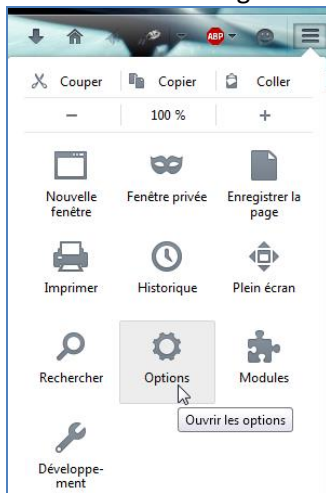 ABP
Couper Copier Coller
− 100 % +
Nouvelle fenêtre
Fenêtre privée
Enregistrer la page
Imprimer Historique Plein écran
Rechercher Options Modules
Ouvrir les options
Développe-
ment